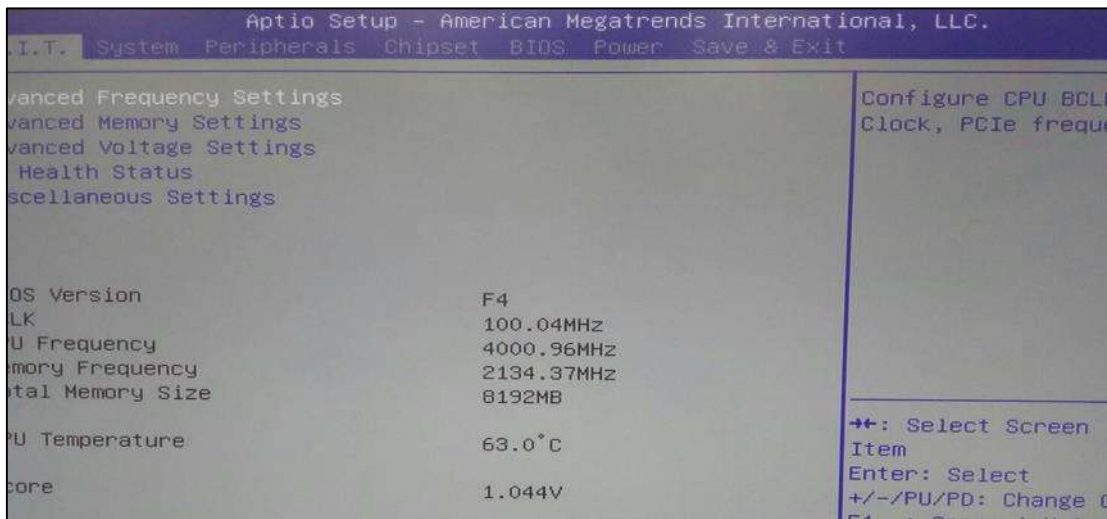 Aptio Setup – American Megatrends International, LLC.
.I.T. System Peripherals Chipset BIOS Power Save & Exit
vanced Frequency Settings
vanced Memory Settings
vanced Voltage Settings
Health Status
scellaneous Settings
OS Version F4
LK 100.04MHz
U Frequency 4000.96MHz
mory Frequency 2134.37MHz
tal Memory Size 8192MB
PU Temperature 63.0°C
core 1.044V
Configure CPU BCL
Clock, PCIe freque
→←: Select Screen
Item
Enter: Select
+/-/PU/PD: Change